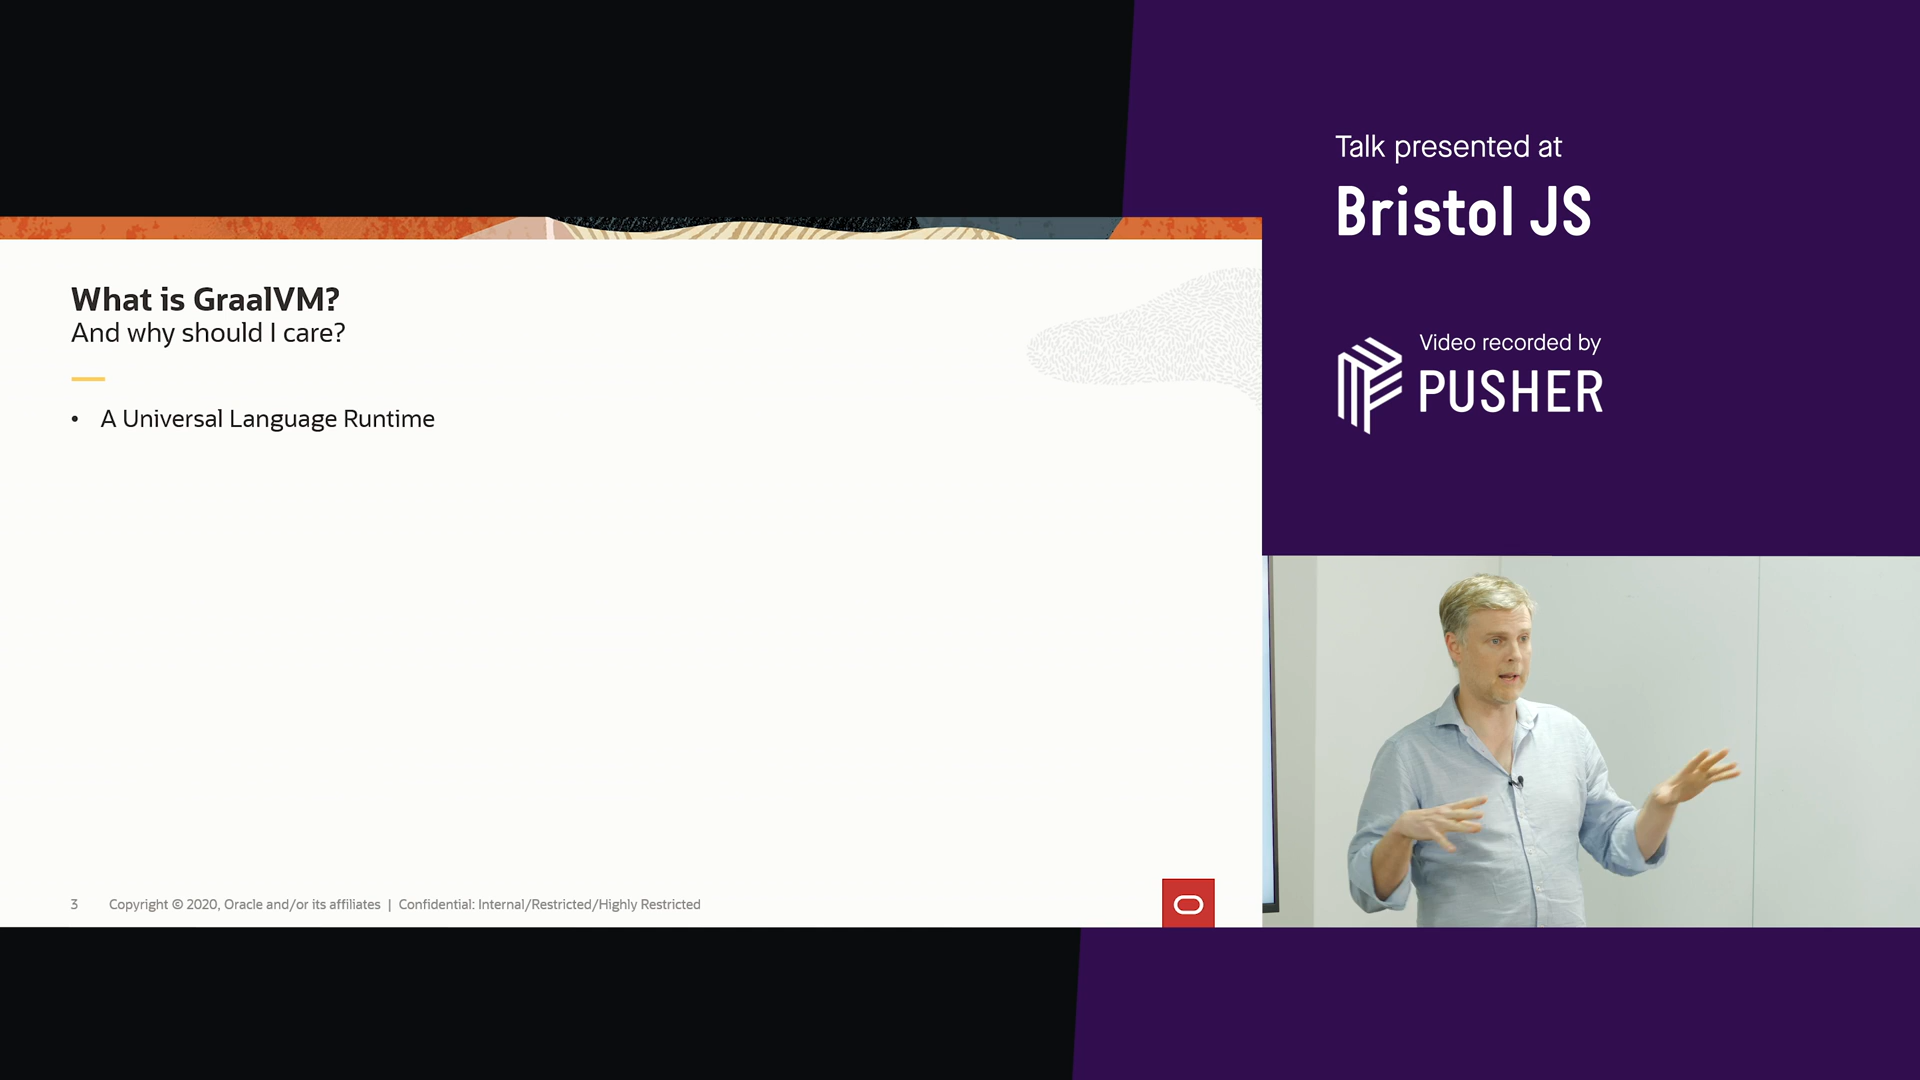 Talk presented at
Bristol JS
Video recorded by
PUSHER
What is GraalVM?
And why should I care?
• A Universal Language Runtime
3 Copyright © 2020, Oracle and/or its affiliates | Confidential: Internal/Restricted/Highly Restricted